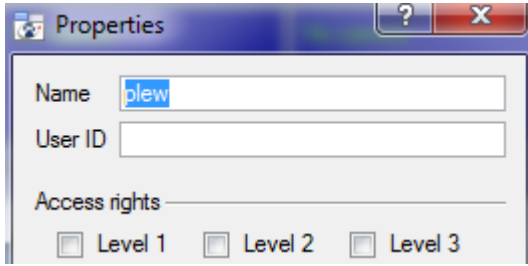 Properties
Name plew
User ID
Access rights
Level 1 Level 2 Level 3